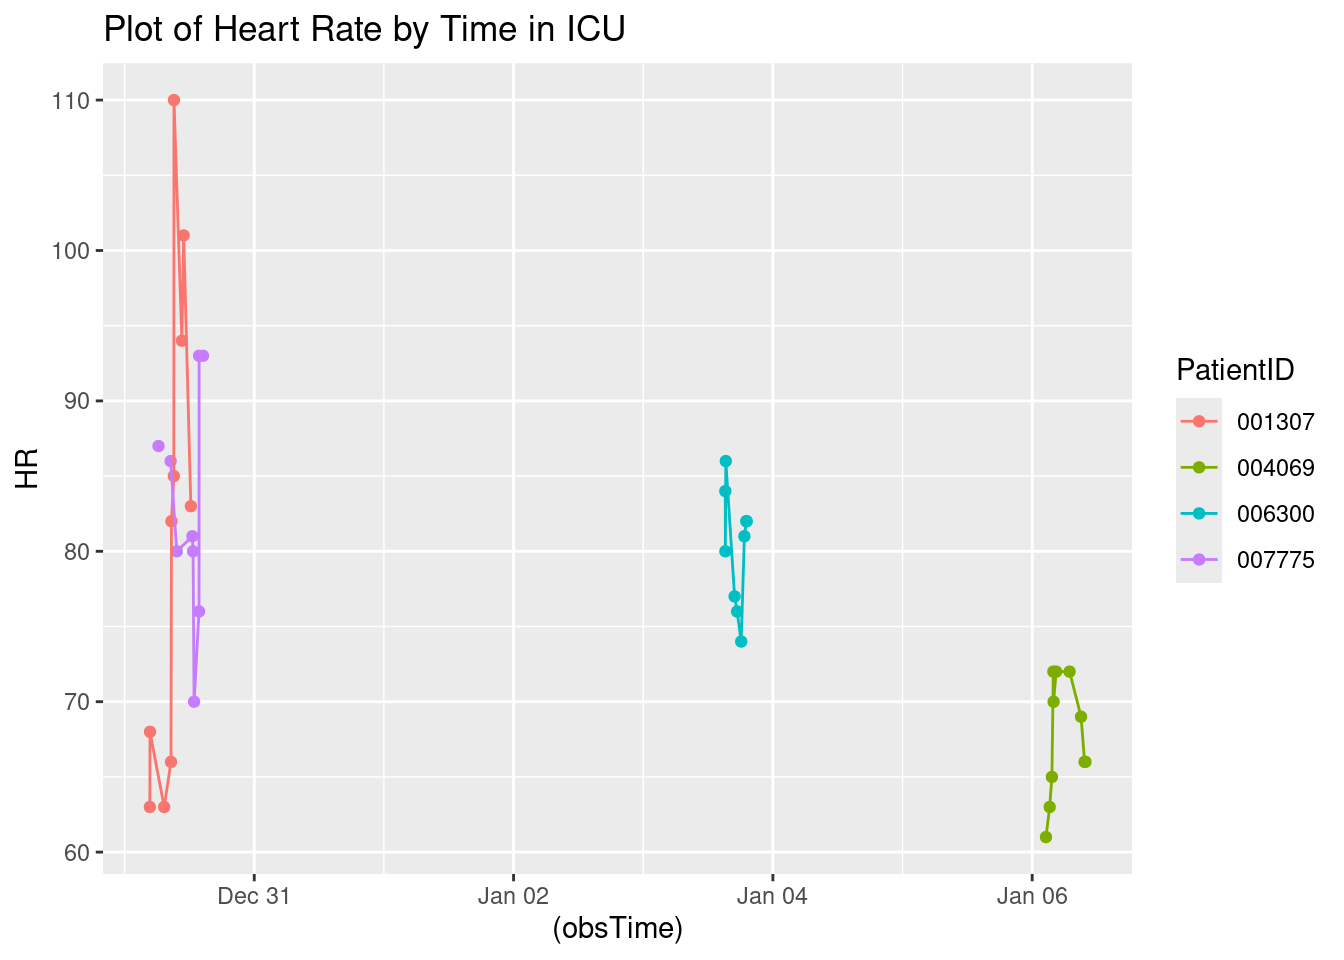 Plot of Heart Rate by Time in ICU
110
100
90
80
70
60
HR
Dec 31
Jan 02
Jan 04
Jan 06
(obsTime)
PatientID
001307
004069
006300
007775